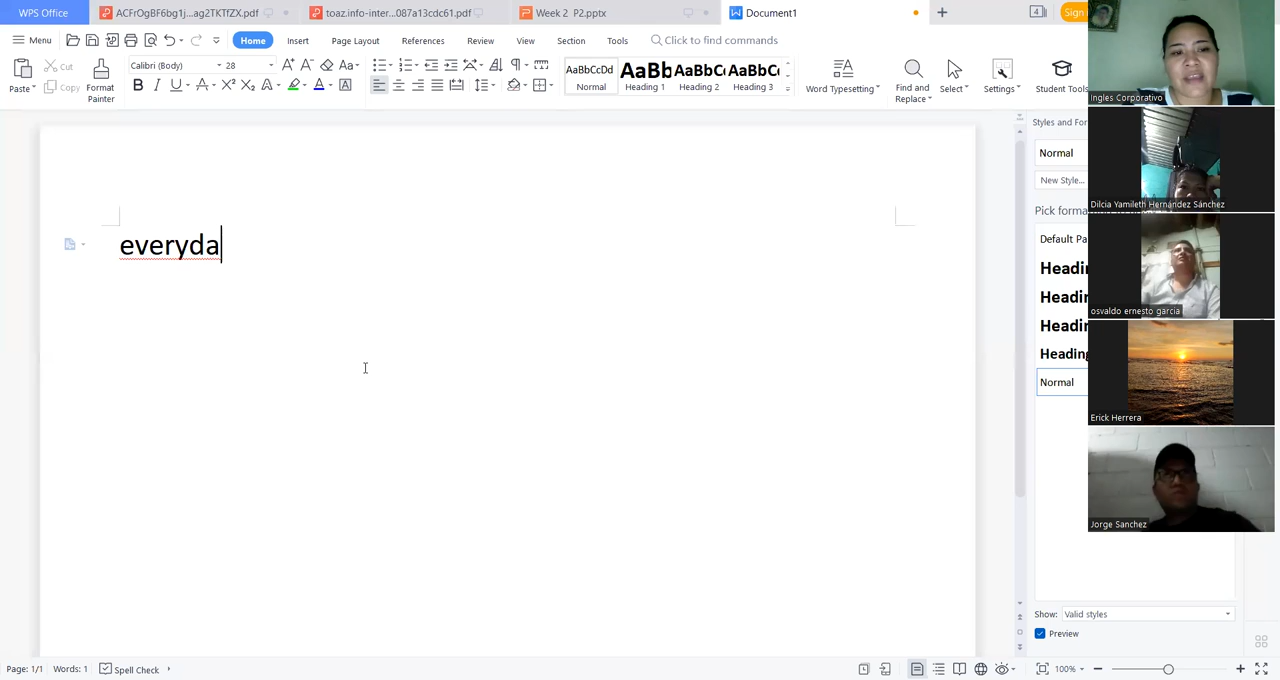 WPS Office
ACFrOgBF6bg1j...ag2TKTfZX.pdf
toaz.info-inter...087a13cdc61.pdf
Week 2 P2.pptx
Document1
4
Sign
Menu
Home
Insert
Page Layout
References
Review
View
Section
Tools
Click to find commands
Paste
Cut
Copy
Format
Painter
Calibri (Body)
28
AaBbCcDd
Normal
AaBb
Heading 1
AaBbC
Heading 2
AaBbC
Heading 3
Word Typesetting
Find and
Replace
Select
Settings
Student Tools
Ingles Corporativo
Dilcia Yamileth Hernández Sánchez
osvaldo ernesto garcia
Erick Herrera
Jorge Sanchez
everyda
Styles and For
Normal
New Style...
Pick forma
Default Pa
Headin
Headin
Headin
Heading
Normal
Show:
Valid styles
Preview
Page: 1/1
Words: 1
Spell Check
100%